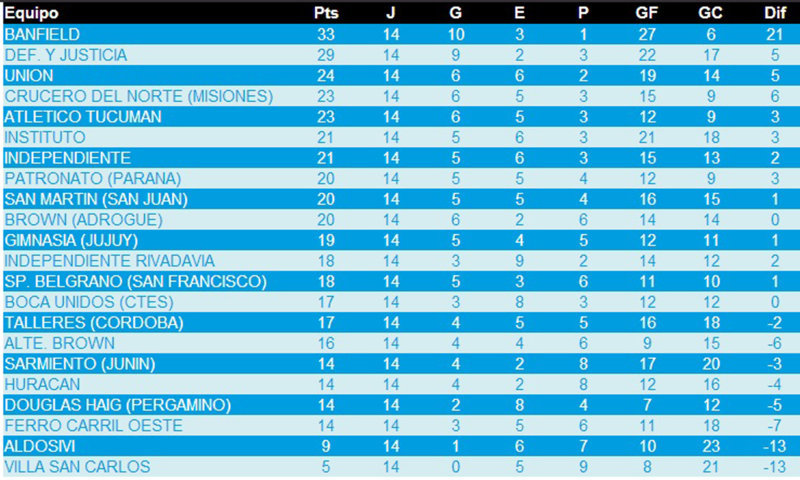 Equipo Pts J G E P GF GC Dif
BANFIELD 33 14 10 3 1 27 6 21
DEF. Y JUSTICIA 29 14 9 2 3 22 17 5
UNION 24 14 6 6 2 19 14 5
CRUCERO DEL NORTE (MISIONES) 23 14 6 5 3 15 9 6
ATLETICO TUCUMAN 23 14 6 5 3 12 9 3
INSTITUTO 21 14 5 6 3 21 18 3
INDEPENDIENTE 21 14 5 6 3 15 13 2
PATRONATO (PARANA) 20 14 5 5 4 12 9 3
SAN MARTIN (SAN JUAN) 20 14 5 5 4 16 15 1
BROWN (ADROGUE) 20 14 6 2 6 14 14 0
GIMNASIA (JUJUY) 19 14 5 4 5 12 11 1
INDEPENDIENTE RIVADAVIA 18 14 3 9 2 14 12 2
SP. BELGRANO (SAN FRANCISCO) 18 14 5 3 6 11 10 1
BOCA UNIDOS (CTES) 17 14 3 8 3 12 12 0
TALLERES (CORDOBA) 17 14 4 5 5 16 18 -2
ALTE. BROWN 16 14 4 4 6 9 15 -6
SARMIENTO (JUNIN) 14 14 4 2 8 17 20 -3
HURACAN 14 14 4 2 8 12 16 -4
DOUGLAS HAIG (PERGAMINO) 14 14 2 8 4 7 12 -5
FERRO CARRIL OESTE 14 14 3 5 6 11 18 -7
ALDOSIVI 9 14 1 6 7 10 23 -13
VILLA SAN CARLOS 5 14 0 5 9 8 21 -13